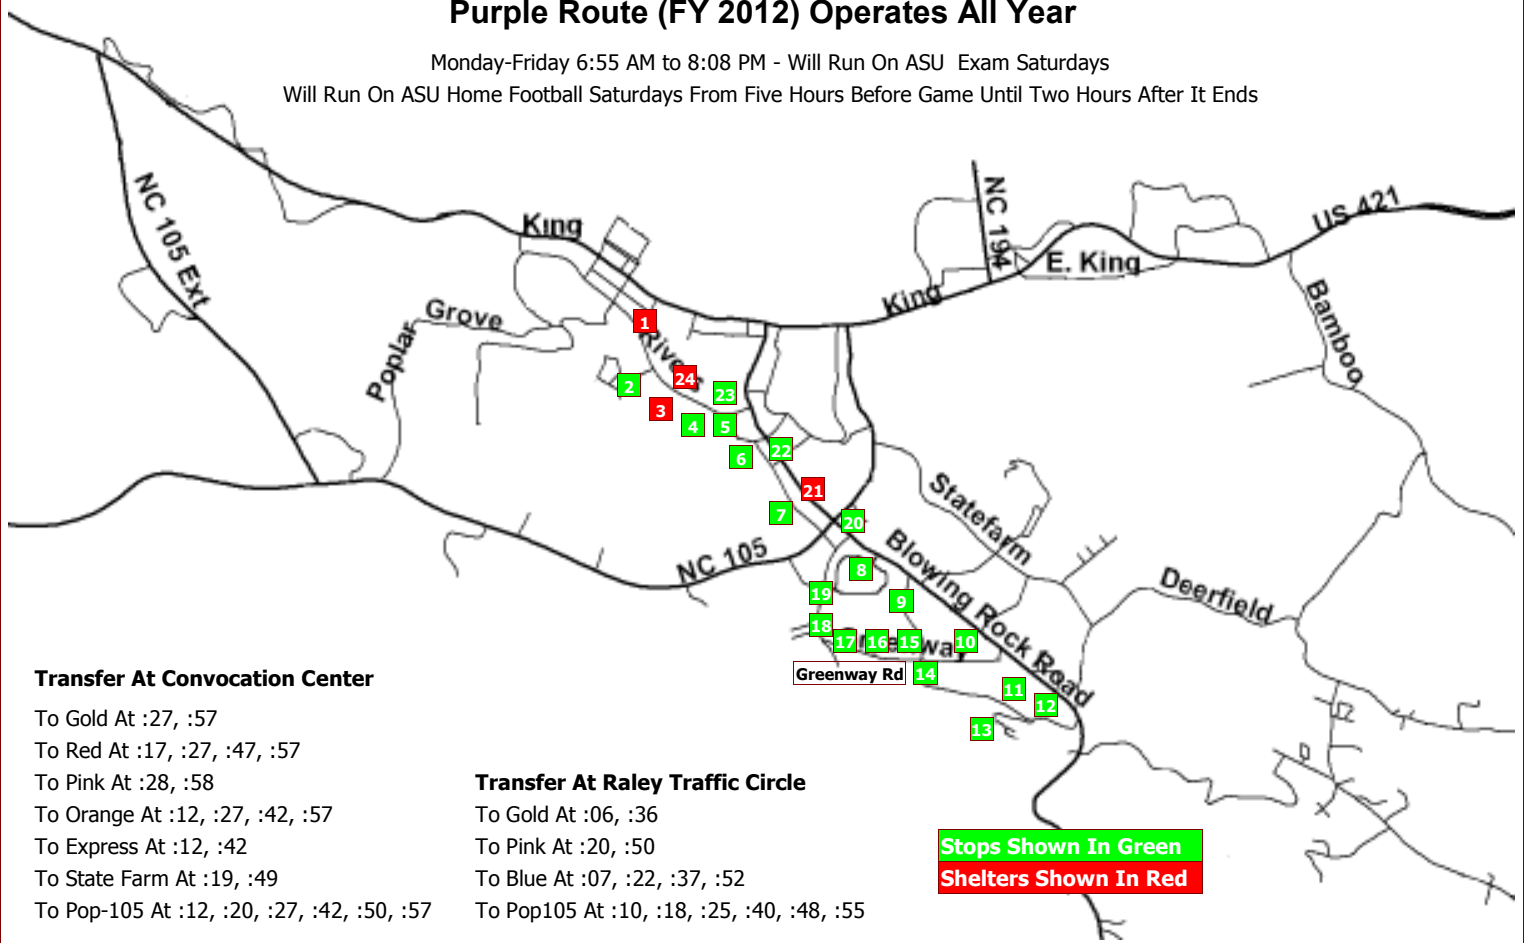 Purple Route (FY 2012) Operates All Year
Monday-Friday 6:55 AM to 8:08 PM - Will Run On ASU Exam Saturdays
Will Run On ASU Home Football Saturdays From Five Hours Before Game Until Two Hours After It Ends
NC 105 Ext
King
NC 194
US 421
E. King
King
Bamboo
Grove
Poplar
1
Rivers
24
2
23
3
4
5
22
6
21
7
20
Statefarm
NC 105
Blowing Rock Road
8
Deerfield
19
9
18
17
16
15
10
Greenway
Greenway Rd
14
11
12
13
Transfer At Convocation Center
To Gold At :27, :57
To Red At :17, :27, :47, :57
To Pink At :28, :58
To Orange At :12, :27, :42, :57
To Express At :12, :42
To State Farm At :19, :49
To Pop-105 At :12, :20, :27, :42, :50, :57
Transfer At Raley Traffic Circle
To Gold At :06, :36
To Pink At :20, :50
To Blue At :07, :22, :37, :52
To Pop105 At :10, :18, :25, :40, :48, :55
Stops Shown In Green
Shelters Shown In Red